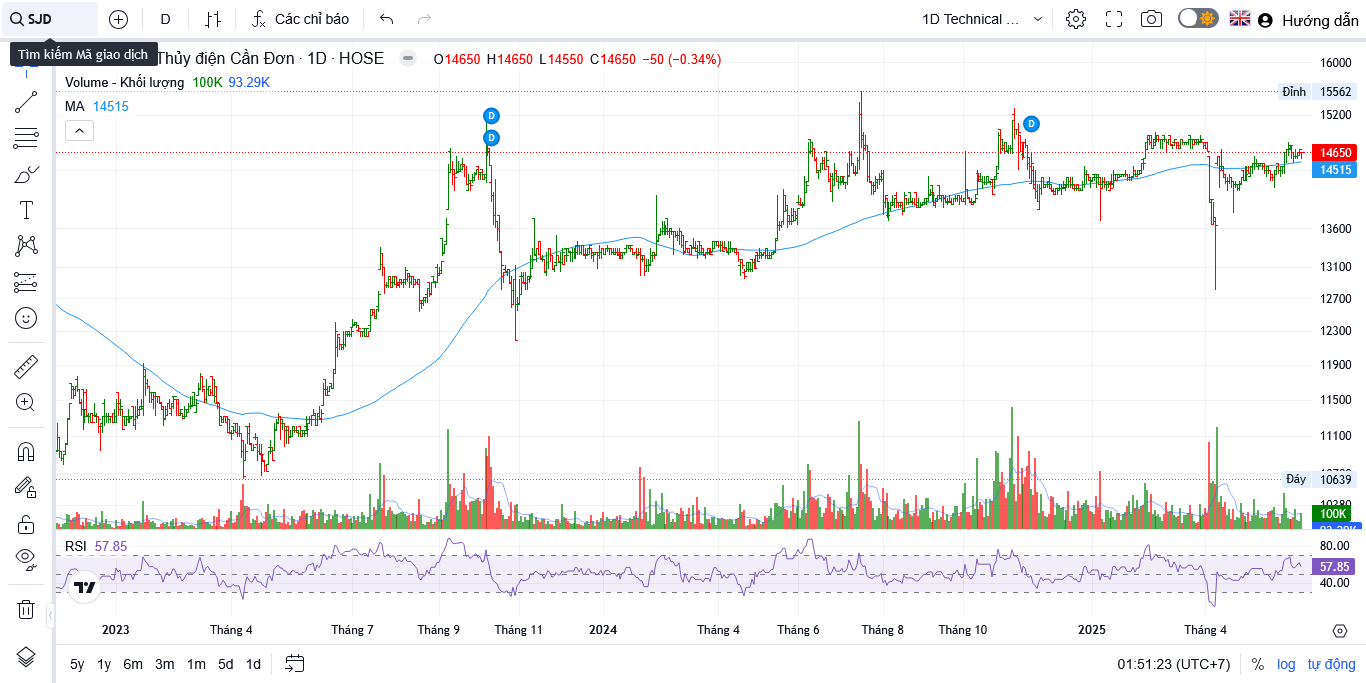 SJD
D
Các chỉ báo
1D Technical ...
Hướng dẫn
Tìm kiếm Mã giao dịch
Thủy điện Cần Đơn · 1D · HOSE
O14650 H14650 L14550 C14650 −50 (−0.34%)
Volume - Khối lượng 100K 93.29K
MA 14515
D
D
D
16000
Đỉnh 15562
15200
14650
14515
13600
13100
12700
12300
11900
11500
11100
Đáy 10639
10280
100K
RSI 57.85
80.00
57.85
40.00
2023
Tháng 4
Tháng 7
Tháng 9
Tháng 11
2024
Tháng 4
Tháng 6
Tháng 8
Tháng 10
2025
Tháng 4
5y 1y 6m 3m 1m 5d 1d
01:51:23 (UTC+7)
%
log
tự động